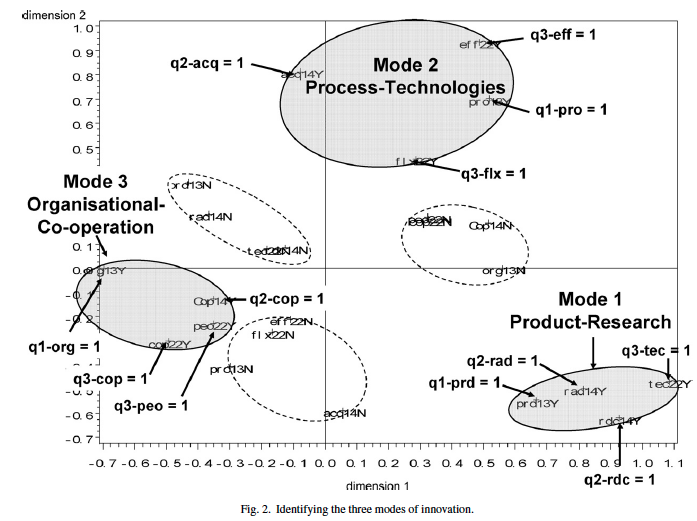 dimension 2
1.0
0.9
0.8
0.7
0.6
0.5
0.1
-0.6
-0.7
q2-acq = 1
Mode 2
Process-Technologies
q3-eff = 1
eff22Y
acq14Y
q1-pro = 1
q3-flx = 1
Mode 3
Organisational-
Co-operation
prd13N
rad14N
Cop14N
org13N
org13Y
q2-cop = 1
peo22Y
eff22N
flx22N
prd13N
acq14N
q1-org = 1
q3-cop = 1
q3-peo = 1
Mode 1
Product-Research
q2-rad = 1
q3-tec = 1
q1-prd = 1
rad14Y
tec22Y
prd13Y
rdc14Y
q2-rdc = 1
-0.7 -0.6 -0.5 -0.4 -0.3 -0.2 -0.1 0.0 0.1 0.2 0.3 0.4 0.5 0.6 0.7 0.8 0.9 1.0 1.1
dimension 1
Fig. 2. Identifying the three modes of innovation.